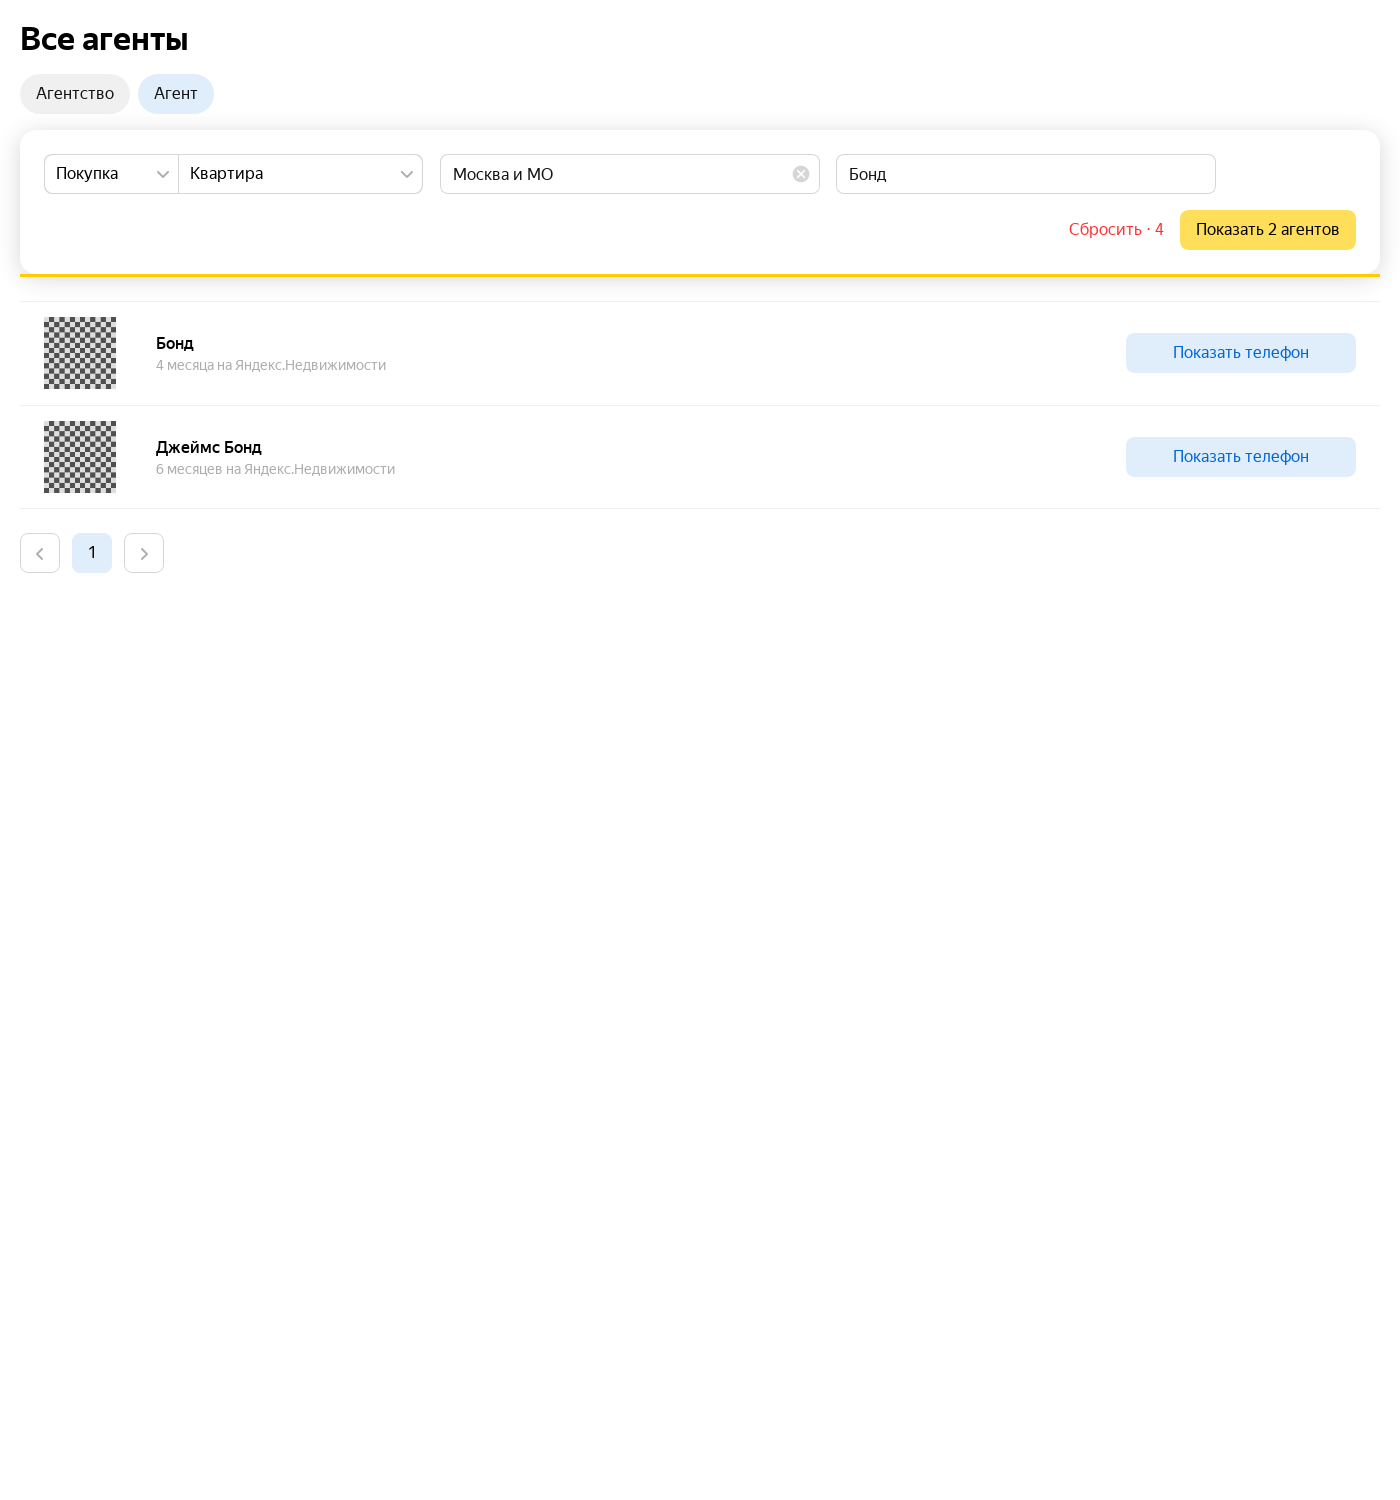 Все агенты
Агентство Агент
Покупка Квартира Москва и МО Бонд
Сбросить · 4 Показать 2 агентов
Бонд
4 месяца на Яндекс.Недвижимости
Показать телефон
Джеймс Бонд
6 месяцев на Яндекс.Недвижимости
Показать телефон
1